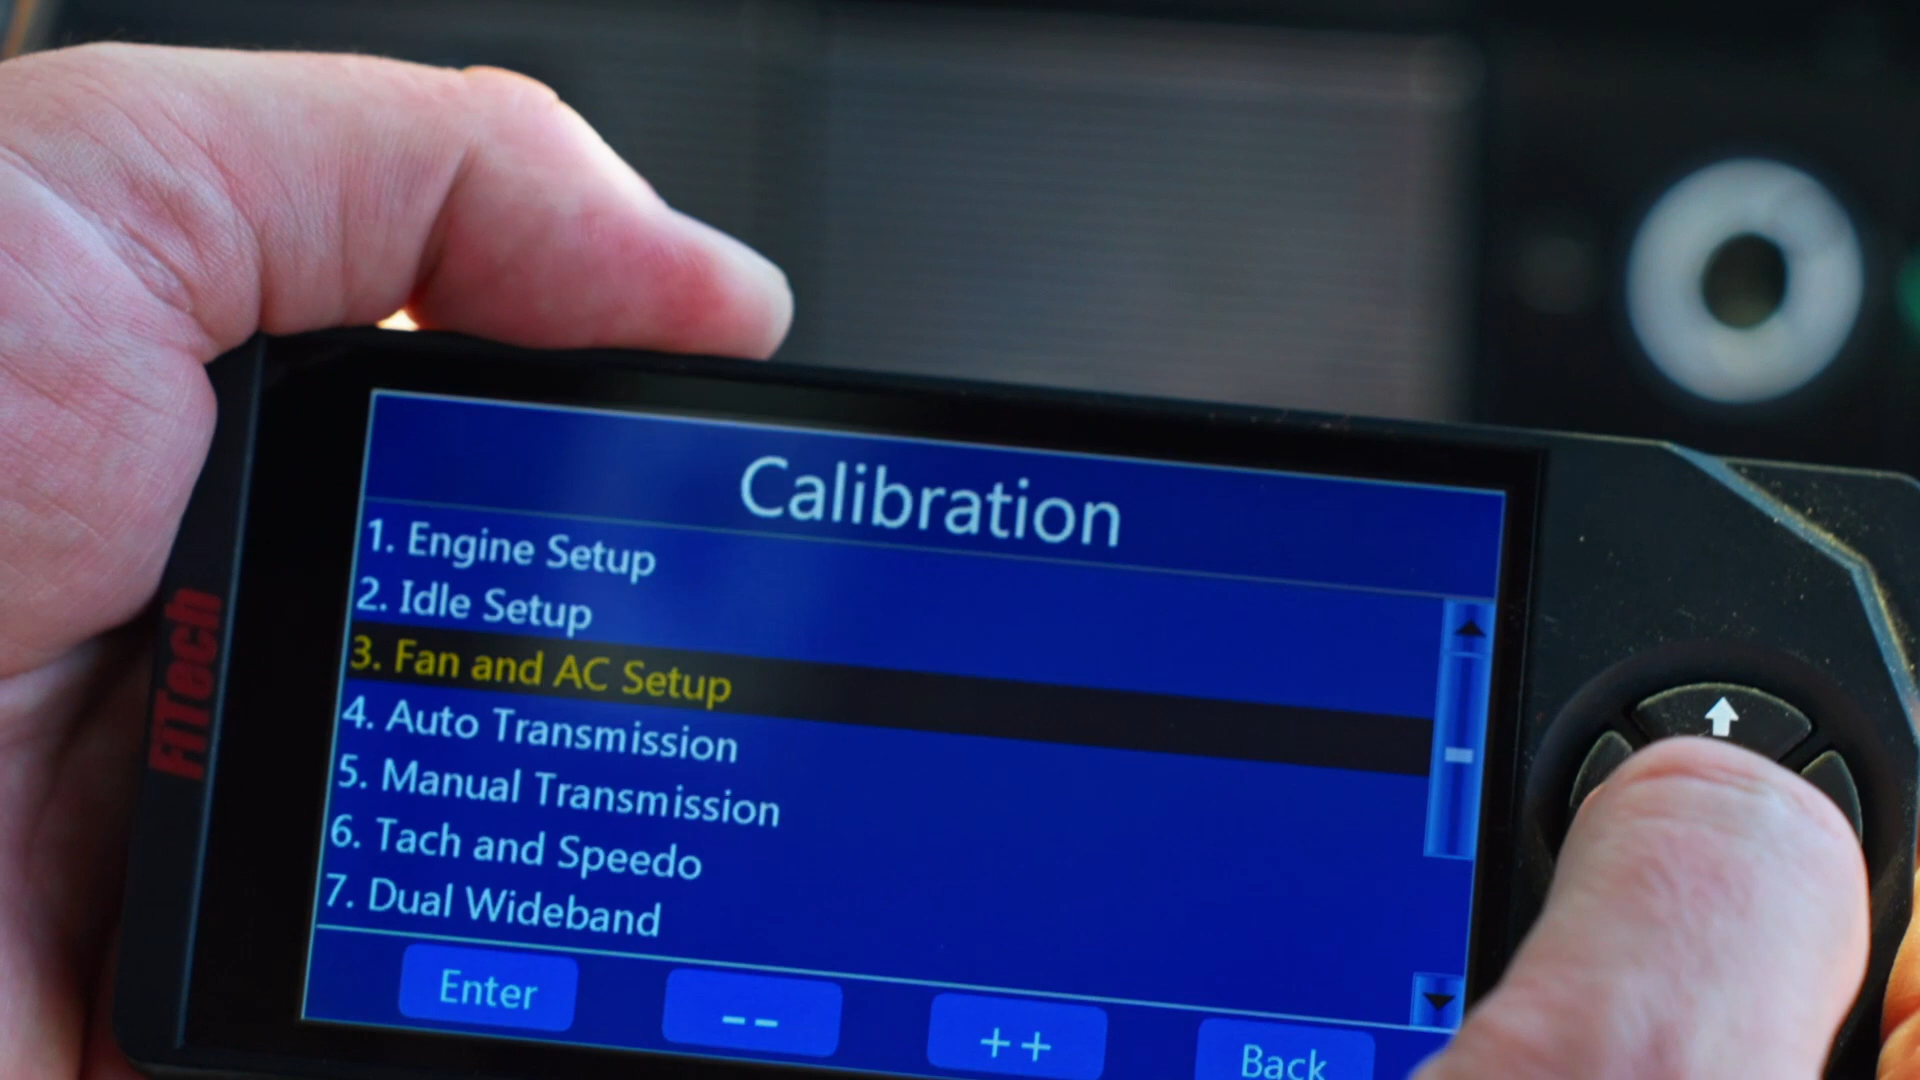 Calibration
1. Engine Setup
2. Idle Setup
3. Fan and AC Setup
4. Auto Transmission
5. Manual Transmission
6. Tach and Speedo
7. Dual Wideband
Enter
--
++
Back
FiTech